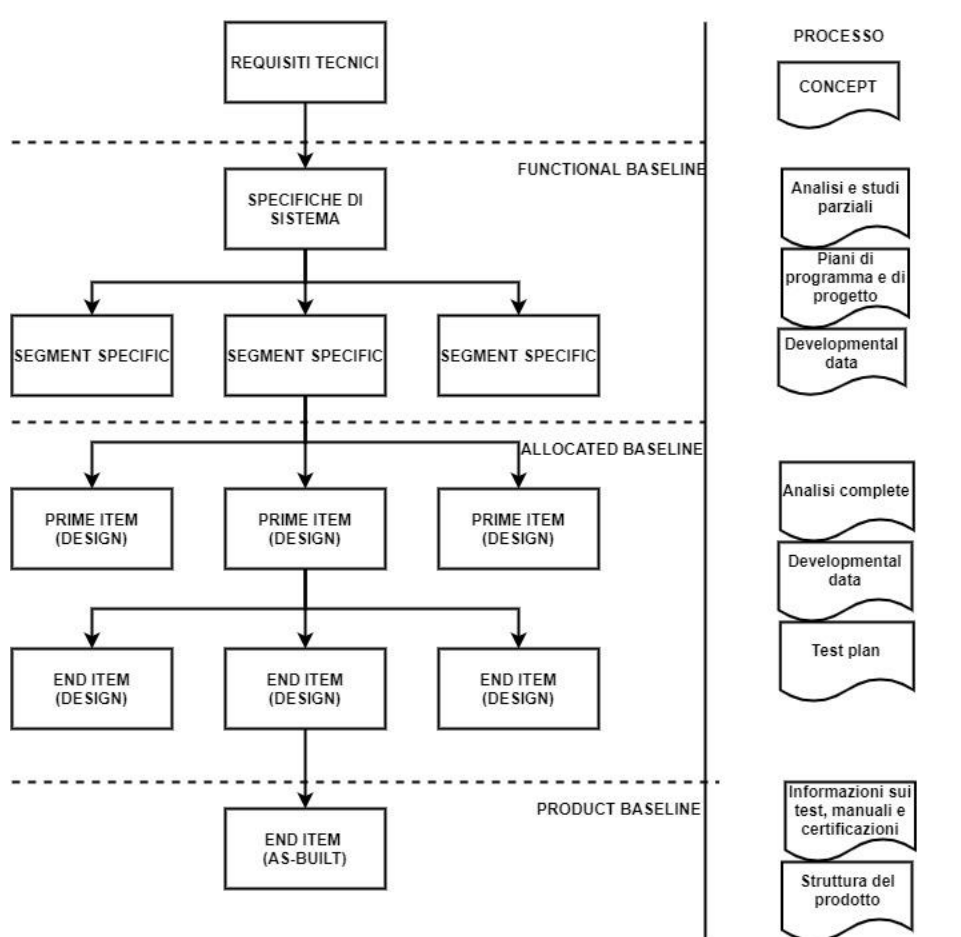 REQUISITI TECNICI
PROCESSO
CONCEPT
FUNCTIONAL BASELINE
SPECIFICHE DI
SISTEMA
Analisi e studi
parziali
Piani di
programma e di
progetto
SEGMENT SPECIFIC
SEGMENT SPECIFIC
SEGMENT SPECIFIC
Developmental
data
ALLOCATED BASELINE
PRIME ITEM
(DESIGN)
PRIME ITEM
(DESIGN)
PRIME ITEM
(DESIGN)
Analisi complete
Developmental
data
END ITEM
(DESIGN)
END ITEM
(DESIGN)
END ITEM
(DESIGN)
Test plan
PRODUCT BASELINE
END ITEM
(AS-BUILT)
Informazioni sui
test, manuali e
certificazioni
Struttura del
prodotto